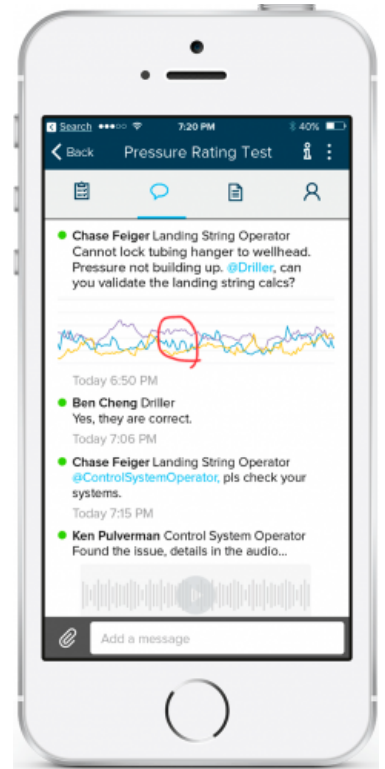 Search 7:20 PM 40%
Back Pressure Rating Test
Chase Feiger Landing String Operator
Cannot lock tubing hanger to wellhead.
Pressure not building up. @Driller, can
you validate the landing string calcs?
Today 6:50 PM
Ben Cheng Driller
Yes, they are correct.
Today 7:06 PM
Chase Feiger Landing String Operator
@ControlSystemOperator, pls check your
systems.
Today 7:15 PM
Ken Pulverman Control System Operator
Found the issue, details in the audio...
Add a message